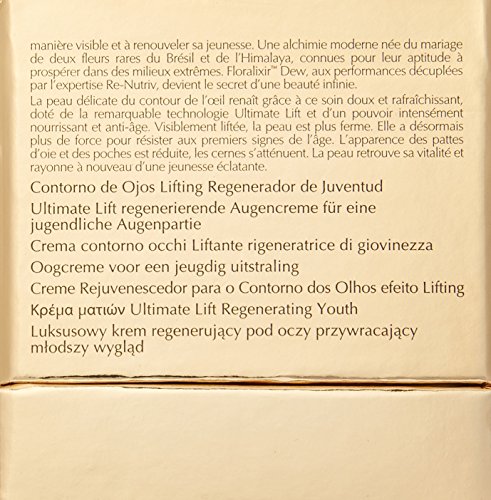 manière visible et à renouveler sa jeunesse. Une alchimie moderne née du mariage
de deux fleurs rares du Brésil et de l'Himalaya, connues pour leur aptitude à
prospérer dans des milieux extrêmes. Floralixir™ Dew, aux performances décuplées
par l'expertise Re-Nutriv, devient le secret d'une beauté infinie.
La peau délicate du contour de l'œil renaît grâce à ce soin doux et rafraîchissant,
doté de la remarquable technologie Ultimate Lift et d'un pouvoir intensément
nourrissant et anti-âge. Visiblement liftée, la peau est plus ferme. Elle a désormais
plus de force pour résister aux premiers signes de l'âge. L'apparence des pattes
d'oie et des poches est réduite, les cernes s'atténuent. La peau retrouve sa vitalité et
rayonne à nouveau d'une jeunesse éclatante.
Contorno de Ojos Lifting Regenerador de Juventud
Ultimate Lift regenerierende Augencreme für eine
jugendliche Augenpartie
Crema contorno occhi Liftante rigeneratrice di giovinezza
Oogcreme voor een jeugdig uitstraling
Creme Rejuvenescedor para o Contorno dos Olhos efeito Lifting
Κρέμα ματιών Ultimate Lift Regenerating Youth
Luksusowy krem regenerujący pod oczy przywracający
młodszy wygląd